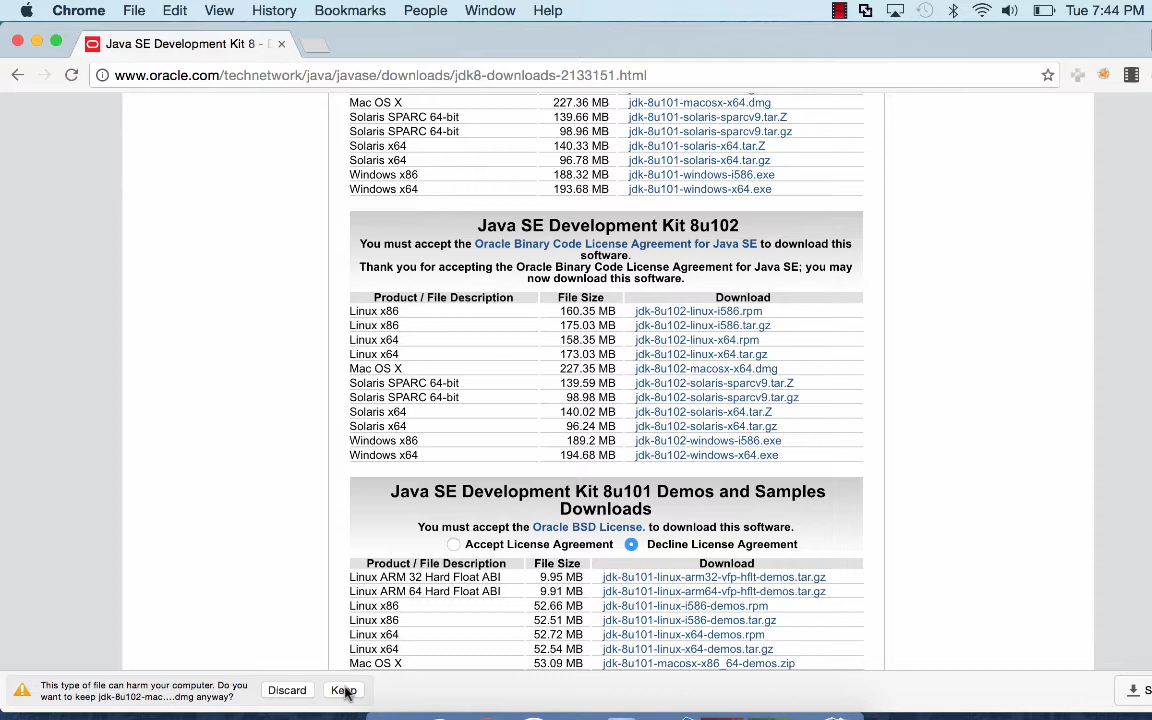 Chrome File Edit View History Bookmarks People Window Help Tue 7:44 PM
Java SE Development Kit 8 -
www.oracle.com/technetwork/java/javase/downloads/jdk8-downloads-2133151.html
Mac OS X 227.36 MB jdk-8u101-macosx-x64.dmg
Solaris SPARC 64-bit 139.66 MB jdk-8u101-solaris-sparcv9.tar.Z
Solaris SPARC 64-bit 98.96 MB jdk-8u101-solaris-sparcv9.tar.gz
Solaris x64 140.33 MB jdk-8u101-solaris-x64.tar.Z
Solaris x64 96.78 MB jdk-8u101-solaris-x64.tar.gz
Windows x86 188.32 MB jdk-8u101-windows-i586.exe
Windows x64 193.68 MB jdk-8u101-windows-x64.exe
Java SE Development Kit 8u102
You must accept the Oracle Binary Code License Agreement for Java SE to download this
software.
Thank you for accepting the Oracle Binary Code License Agreement for Java SE; you may
now download this software.
Product / File Description File Size Download
Linux x86 160.35 MB jdk-8u102-linux-i586.rpm
Linux x86 175.03 MB jdk-8u102-linux-i586.tar.gz
Linux x64 158.35 MB jdk-8u102-linux-x64.rpm
Linux x64 173.03 MB jdk-8u102-linux-x64.tar.gz
Mac OS X 227.35 MB jdk-8u102-macosx-x64.dmg
Solaris SPARC 64-bit 139.59 MB jdk-8u102-solaris-sparcv9.tar.Z
Solaris SPARC 64-bit 98.98 MB jdk-8u102-solaris-sparcv9.tar.gz
Solaris x64 140.02 MB jdk-8u102-solaris-x64.tar.Z
Solaris x64 96.24 MB jdk-8u102-solaris-x64.tar.gz
Windows x86 189.2 MB jdk-8u102-windows-i586.exe
Windows x64 194.68 MB jdk-8u102-windows-x64.exe
Java SE Development Kit 8u101 Demos and Samples
Downloads
You must accept the Oracle BSD License. to download this software.
Accept License Agreement Decline License Agreement
Product / File Description File Size Download
Linux ARM 32 Hard Float ABI 9.95 MB jdk-8u101-linux-arm32-vfp-hflt-demos.tar.gz
Linux ARM 64 Hard Float ABI 9.91 MB jdk-8u101-linux-arm64-vfp-hflt-demos.tar.gz
Linux x86 52.66 MB jdk-8u101-linux-i586-demos.rpm
Linux x86 52.51 MB jdk-8u101-linux-i586-demos.tar.gz
Linux x64 52.72 MB jdk-8u101-linux-x64-demos.rpm
Linux x64 52.54 MB jdk-8u101-linux-x64-demos.tar.gz
Mac OS X 53.09 MB jdk-8u101-macosx-x86_64-demos.zip
This type of file can harm your computer. Do you
want to keep jdk-8u102-mac....dmg anyway?
Discard Keep